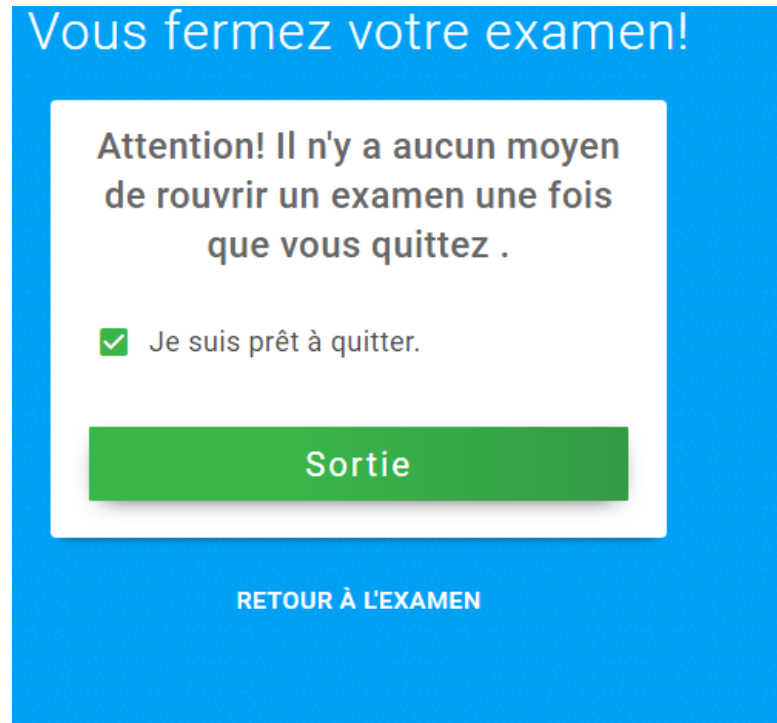 Vous fermez votre examen!
Attention! Il n'y a aucun moyen
de rouvrir un examen une fois
que vous quittez .
Je suis prêt à quitter.
Sortie
RETOUR À L'EXAMEN